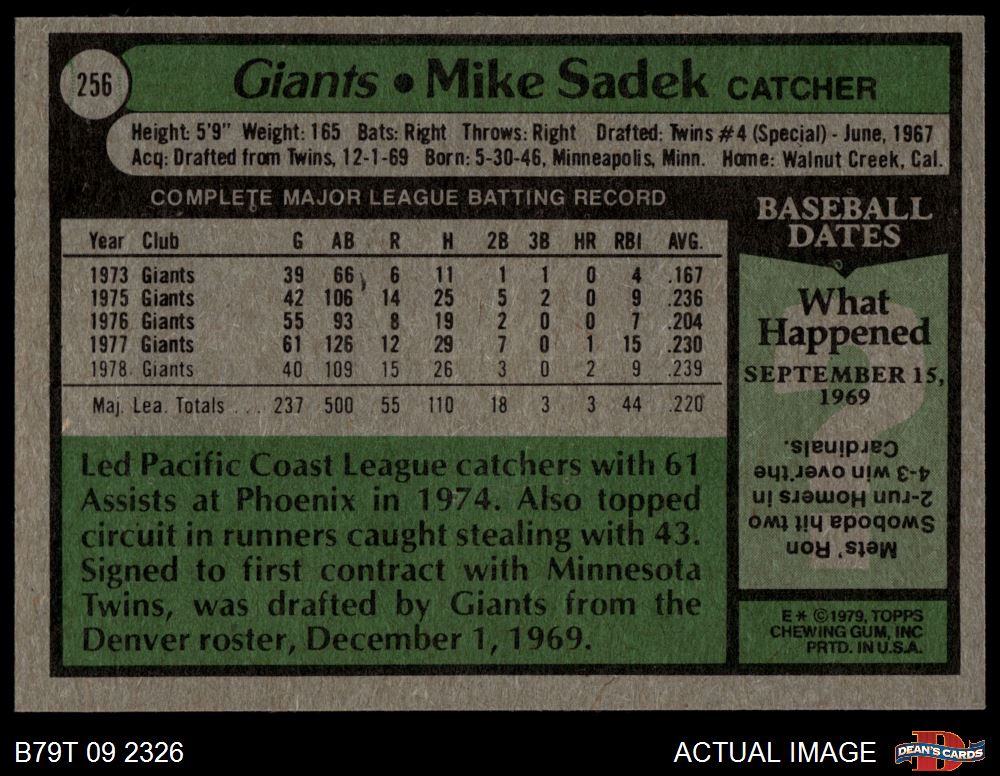 256
Giants • Mike Sadek CATCHER
Height: 5'9" Weight: 165 Bats: Right Throws: Right Drafted: Twins #4 (Special) - June, 1967
Acq: Drafted from Twins, 12-1-69 Born: 5-30-46, Minneapolis, Minn. Home: Walnut Creek, Cal.
COMPLETE MAJOR LEAGUE BATTING RECORD
Year Club G AB R H 2B 3B HR RBI AVG.
1973 Giants 39 66 6 11 1 1 0 4 .167
1975 Giants 42 106 14 25 5 2 0 9 .236
1976 Giants 55 93 8 19 2 0 0 7 .204
1977 Giants 61 126 12 29 7 0 1 15 .230
1978 Giants 40 109 15 26 3 0 2 9 .239
Maj. Lea. Totals ... 237 500 55 110 18 3 3 44 .220
Led Pacific Coast League catchers with 61
Assists at Phoenix in 1974. Also topped
circuit in runners caught stealing with 43.
Signed to first contract with Minnesota
Twins, was drafted by Giants from the
Denver roster, December 1, 1969.
BASEBALL
DATES
What
Happened
SEPTEMBER 15,
1969
?
Mets' Ron
Swoboda hit two
2-run Homers in
4-3 win over the
Cardinals.
E * ©1979, TOPPS
CHEWING GUM, INC
PRTD. IN U.S.A.
B79T 09 2326
ACTUAL IMAGE
D
DEAN'S CARDS